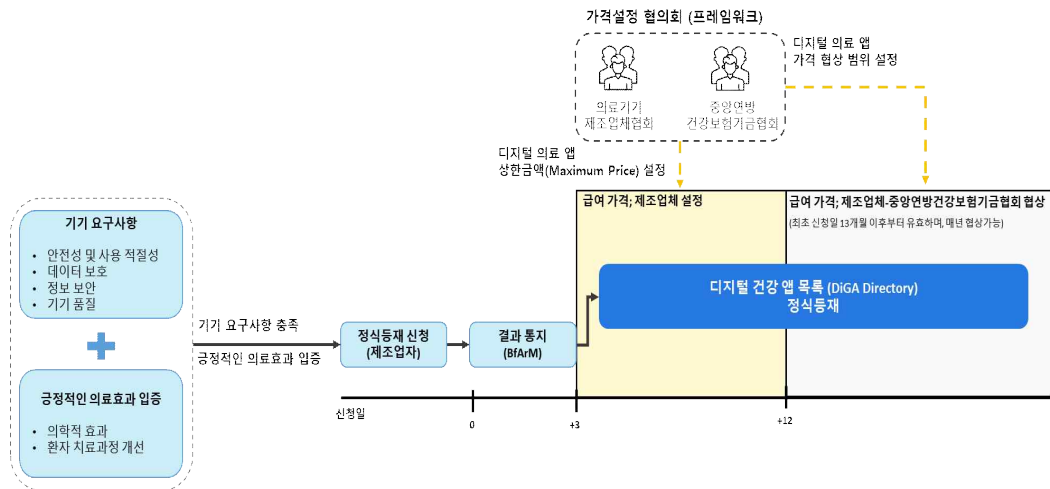 가격설정 협의회 (프레임워크)
의료기기
제조업체협회
중앙연방
건강보험기금협회
디지털 의료 앱
가격 협상 범위 설정
디지털 의료 앱
상한금액(Maximum Price) 설정
급여 가격; 제조업체 설정
급여 가격; 제조업체-중앙연방건강보험기금협회 협상
(최초 신청일 13개월 이후부터 유효하며, 매년 협상가능)
기기 요구사항
• 안전성 및 사용 적절성
• 데이터 보호
• 정보 보안
• 기기 품질
긍정적인 의료효과 입증
• 의학적 효과
• 환자 치료과정 개선
기기 요구사항 충족
긍정적인 의료효과 입증
정식등재 신청
(제조업자)
결과 통지
(BfArM)
디지털 건강 앱 목록 (DiGA Directory)
정식등재
신청일
0
+3
+12